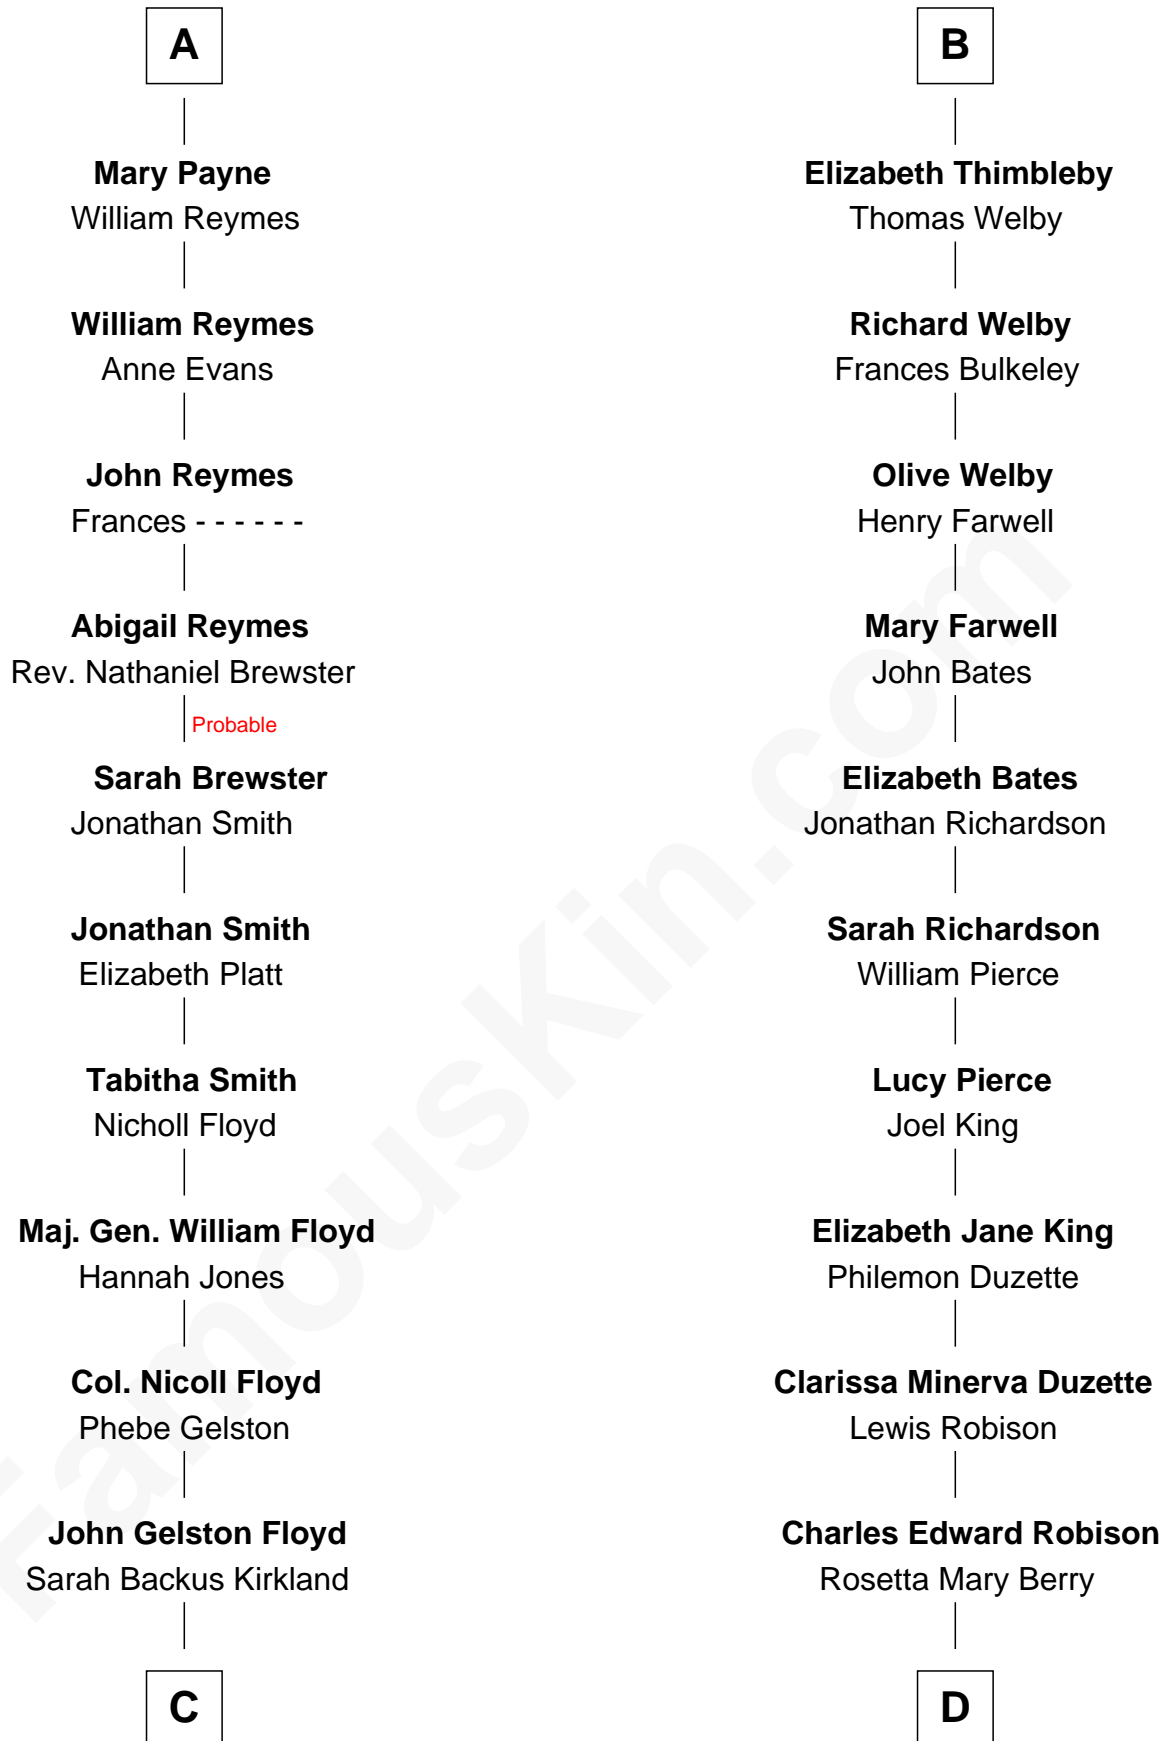 A
Mary Payne
William Reymes
William Reymes
Anne Evans
John Reymes
Frances - - - - - -
Abigail Reymes
Rev. Nathaniel Brewster
Probable
Sarah Brewster
Jonathan Smith
Jonathan Smith
Elizabeth Platt
Tabitha Smith
Nicholl Floyd
Maj. Gen. William Floyd
Hannah Jones
Col. Nicoll Floyd
Phebe Gelston
John Gelston Floyd
Sarah Backus Kirkland
C
B
Elizabeth Thimbleby
Thomas Welby
Richard Welby
Frances Bulkeley
Olive Welby
Henry Farwell
Mary Farwell
John Bates
Elizabeth Bates
Jonathan Richardson
Sarah Richardson
William Pierce
Lucy Pierce
Joel King
Elizabeth Jane King
Philemon Duzette
Clarissa Minerva Duzette
Lewis Robison
Charles Edward Robison
Rosetta Mary Berry
D
FamousKin.com